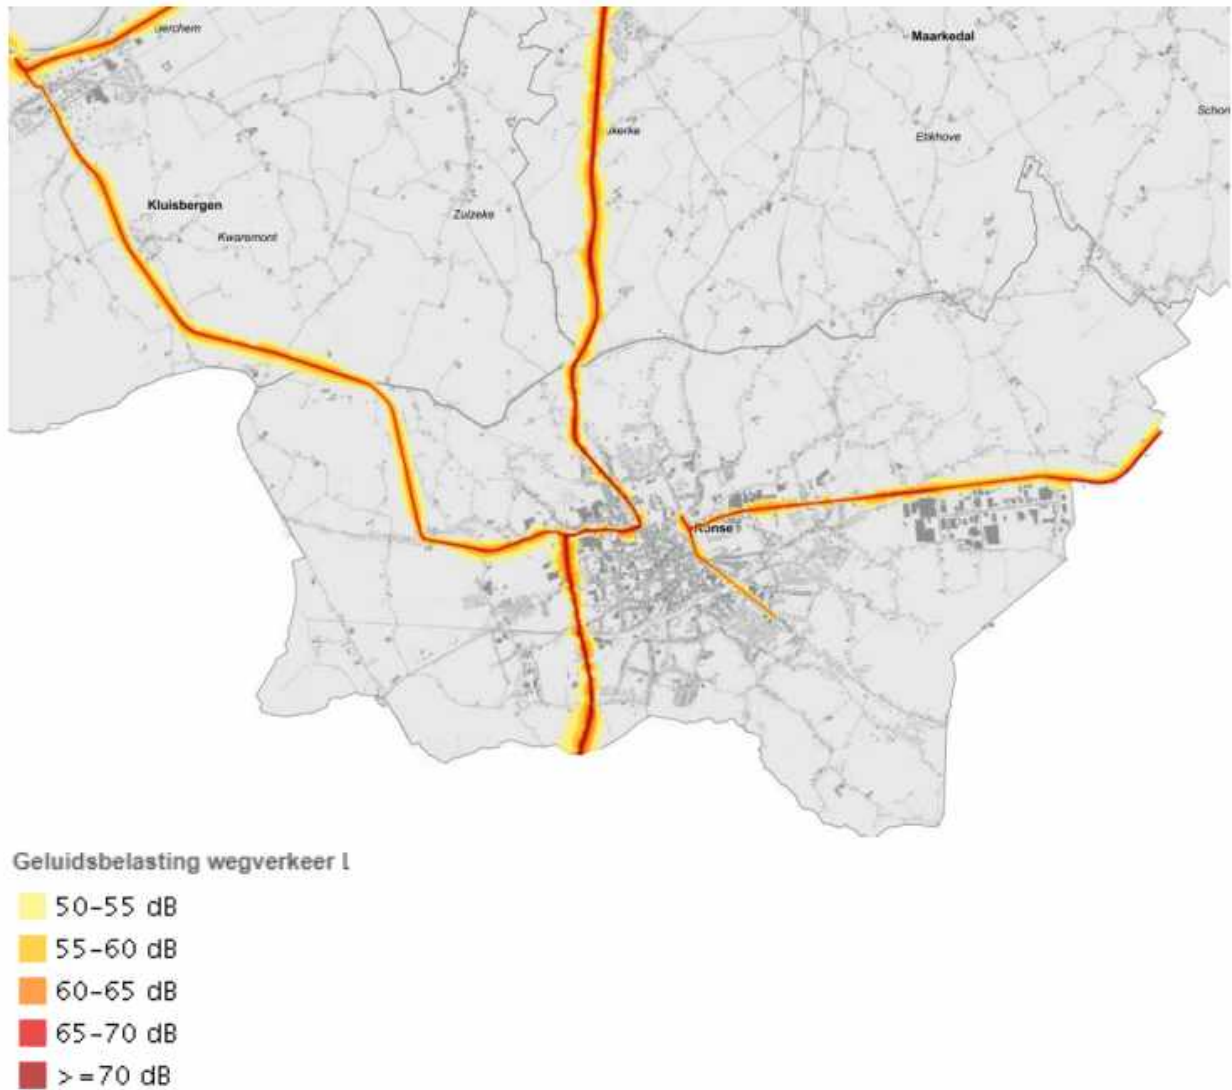 Maarkedal
Etikhove
Kluisbergen
Kwaremont
Zulzeke
Ronse
Geluidsbelasting wegverkeer L
50-55 dB
55-60 dB
60-65 dB
65-70 dB
>=70 dB